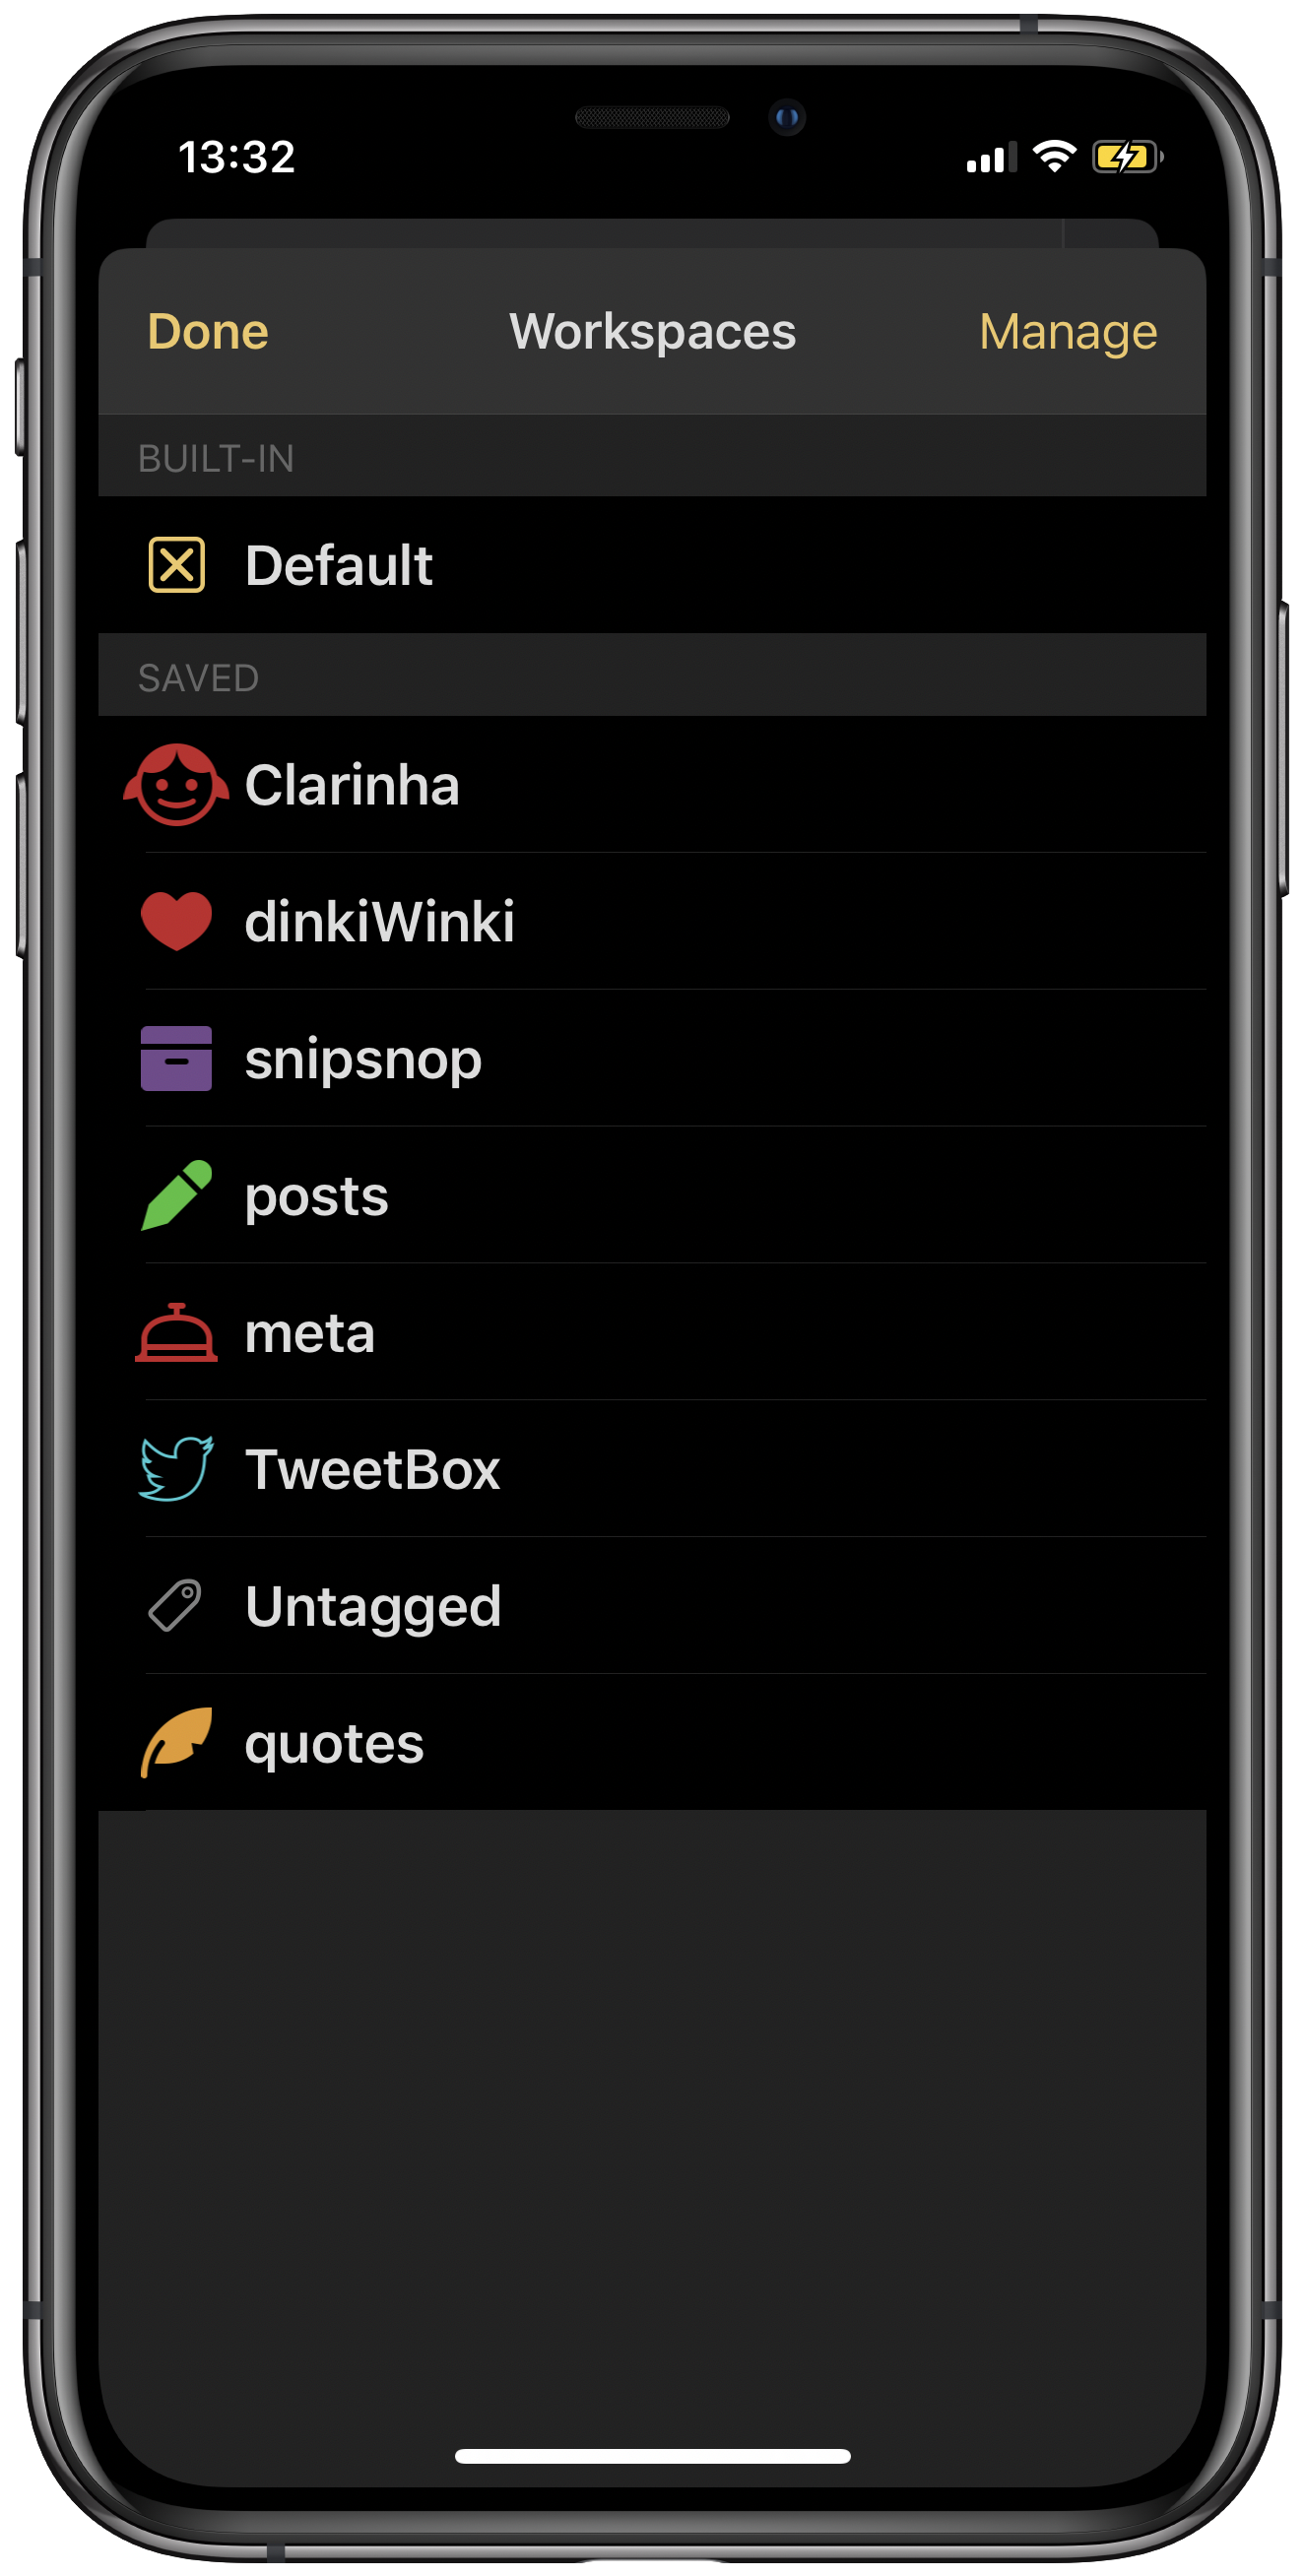 13:32
Done Workspaces Manage
BUILT-IN
Default
SAVED
Clarinha
dinkiWinki
snipsnop
posts
meta
TweetBox
Untagged
quotes